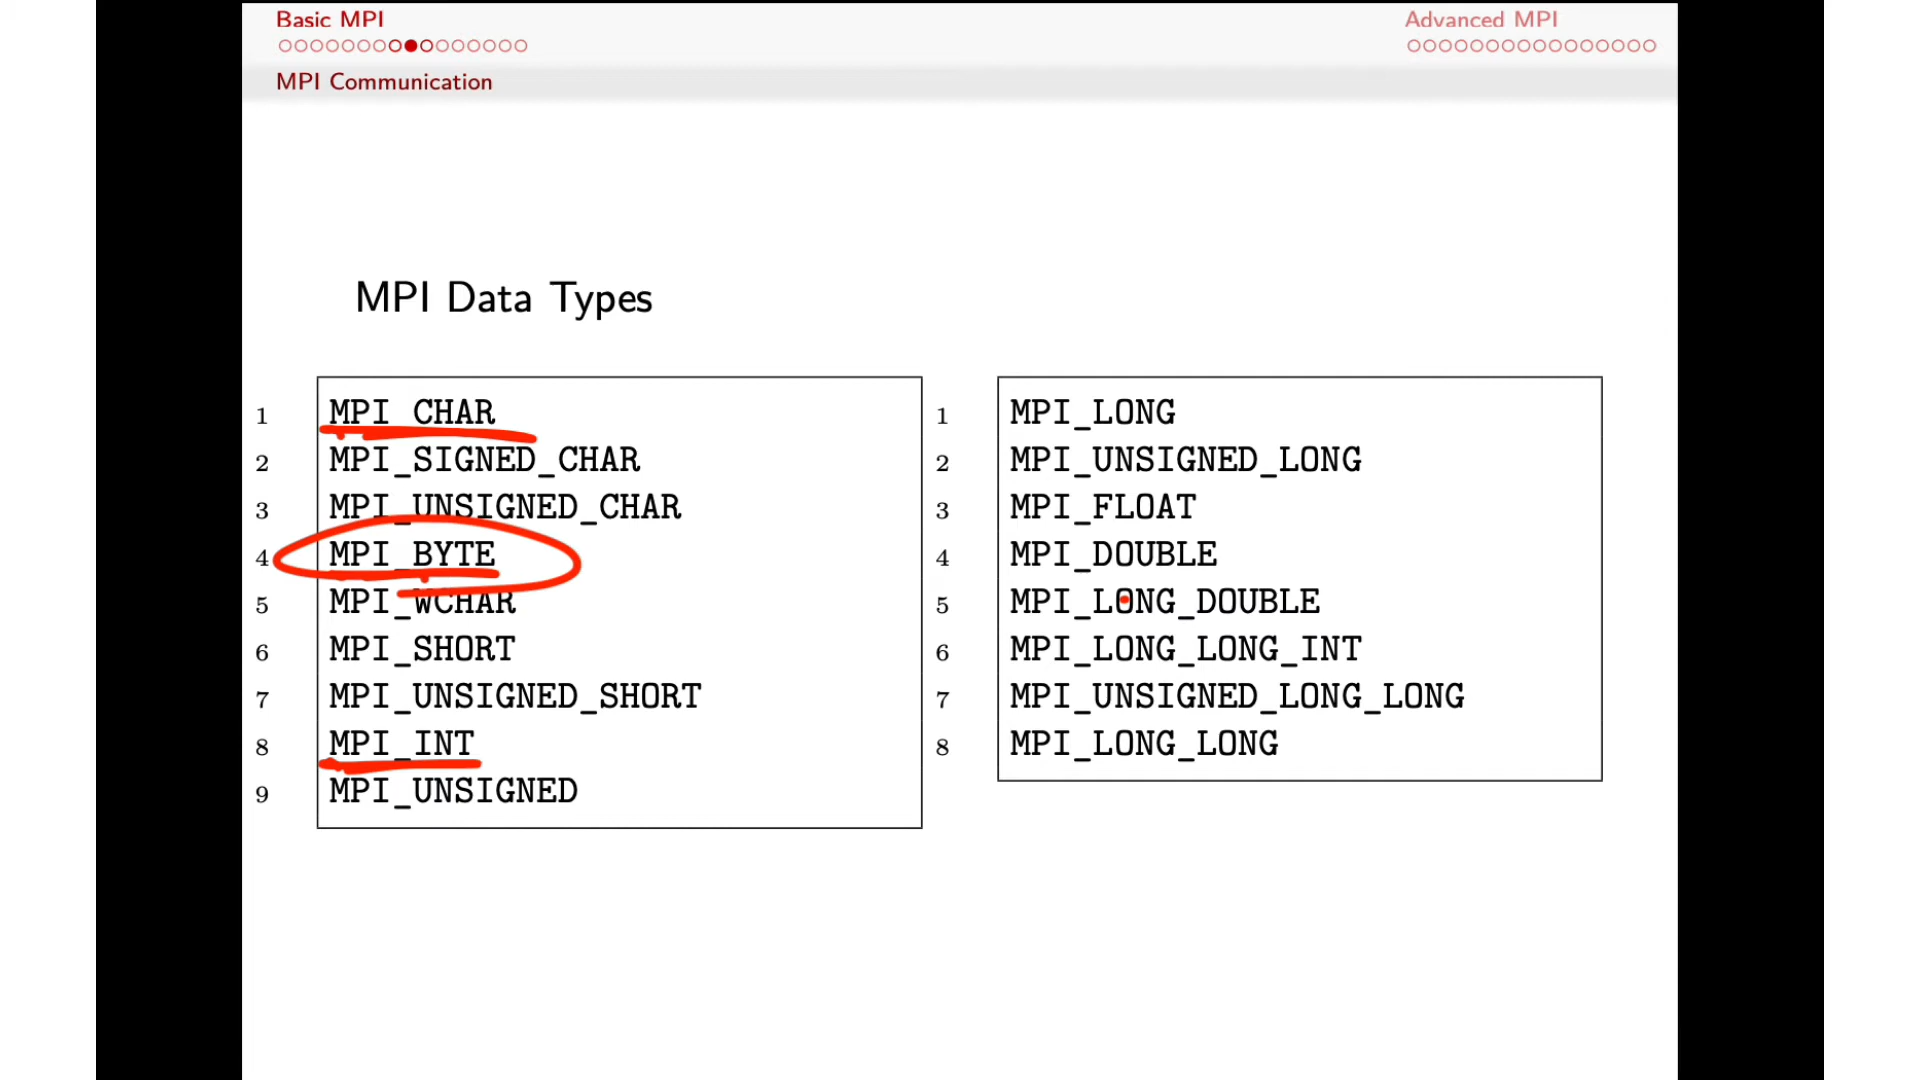 Basic MPI
Advanced MPI
MPI Communication
MPI Data Types
1 MPI_CHAR
2 MPI_SIGNED_CHAR
3 MPI_UNSIGNED_CHAR
4 MPI_BYTE
5 MPI_WCHAR
6 MPI_SHORT
7 MPI_UNSIGNED_SHORT
8 MPI_INT
9 MPI_UNSIGNED
1 MPI_LONG
2 MPI_UNSIGNED_LONG
3 MPI_FLOAT
4 MPI_DOUBLE
5 MPI_LONG_DOUBLE
6 MPI_LONG_LONG_INT
7 MPI_UNSIGNED_LONG_LONG
8 MPI_LONG_LONG